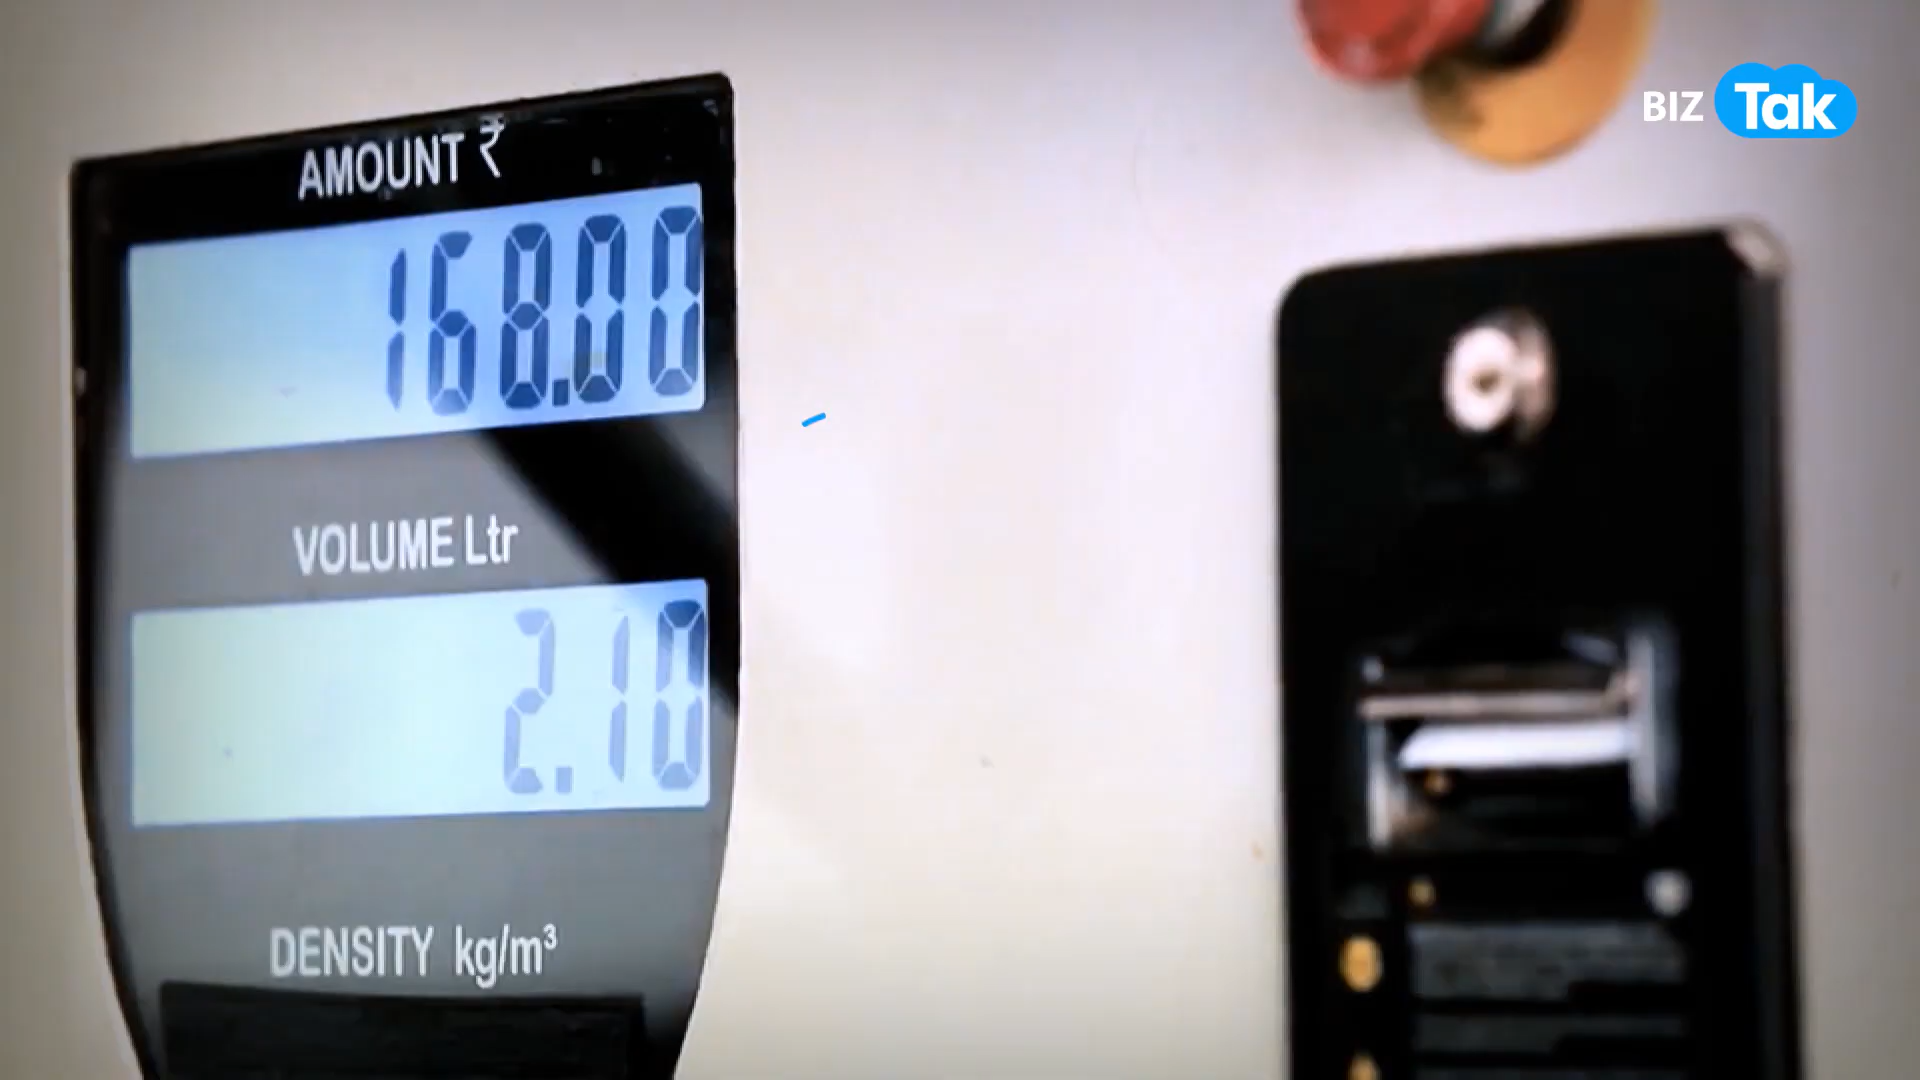 BIZ Tak
AMOUNT ₹
168.00
VOLUME Ltr
2.10
DENSITY kg/m³